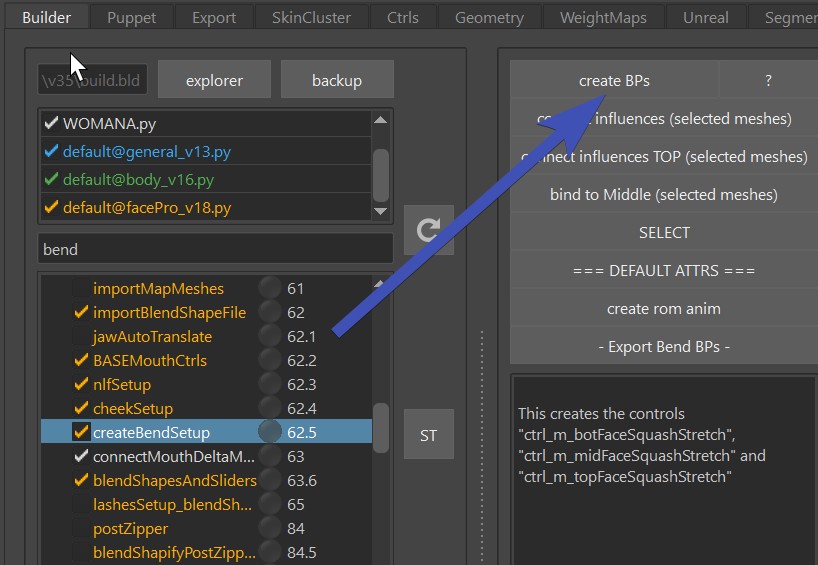 Builder Puppet Export SkinCluster Ctrls Geometry WeightMaps Unreal Segmen
\v35\build.bld explorer backup
WOMANA.py
default@general_v13.py
default@body_v16.py
default@facePro_v18.py
bend
importMapMeshes 61
importBlendShapeFile 62
jawAutoTranslate 62.1
BASEMouthCtrls 62.2
nlfSetup 62.3
cheekSetup 62.4
createBendSetup 62.5
connectMouthDeltaM... 63
blendShapesAndSliders 63.6
lashesSetup_blendSh... 65
postZipper 84
blendShapifyPostZipp... 84.5
ST
create BPs ?
influences (selected meshes)
connect influences TOP (selected meshes)
bind to Middle (selected meshes)
SELECT
=== DEFAULT ATTRS ===
create rom anim
- Export Bend BPs -
This creates the controls
"ctrl_m_botFaceSquashStretch",
"ctrl_m_midFaceSquashStretch" and
"ctrl_m_topFaceSquashStretch"